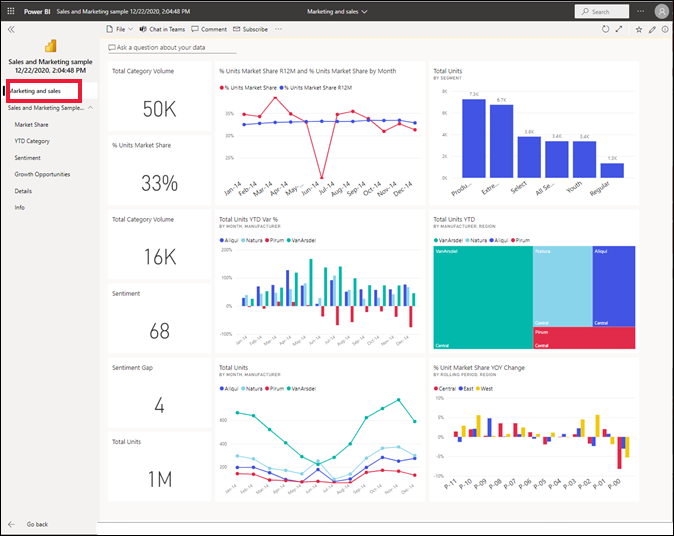 Power BI Sales and Marketing sample 12/22/2020, 2:04:48 PM Marketing and sales Search
File Chat in Teams Comment Subscribe
Ask a question about your data
Sales and Marketing sample
12/22/2020, 2:04:48 PM
Marketing and sales
Sales and Marketing Sample...
Market Share
YTD Category
Sentiment
Growth Opportunities
Details
Info
Go back
Total Category Volume
50K
% Units Market Share
33%
Total Category Volume
16K
Sentiment
68
Sentiment Gap
4
Total Units
1M
% Units Market Share R12M and % Units Market Share by Month
% Units Market Share % Units Market Share R12M
30%
20%
Jan-14 Feb-14 Mar-14 Apr-14 May-14 Jun-14 Jul-14 Aug-14 Sep-14 Oct-14 Nov-14 Dec-14
Total Units
BY SEGMENT
8K
6K
4K
2K
0K
7.3K 6.7K 3.8K 3.4K 3.4K 1.3K
Produ... Extre... Select All Se... Youth Regular
Total Units YTD Var %
BY MONTH, MANUFACTURER
Aliqui Natura Pirum VanArsdel
200%
100%
0%
-100%
Jan-14 Feb-14 Mar-14 Apr-14 May-14 Jun-14 Jul-14 Aug-14 Sep-14 Oct-14 Nov-14 Dec-14
Total Units YTD
BY MANUFACTURER, REGION
VanArsdel Natura Aliqui Pirum
VanArsdel Natura Aliqui
Central Central
Pirum
Central Central
Total Units
BY MONTH, MANUFACTURER
Aliqui Natura Pirum VanArsdel
600
400
200
Jan-14 Feb-14 Mar-14 Apr-14 May-14 Jun-14 Jul-14 Aug-14 Sep-14 Oct-14 Nov-14 Dec-14
% Unit Market Share YOY Change
BY ROLLING PERIOD, REGION
Central East West
10%
5%
0%
-5%
-10%
P-11 P-10 P-09 P-08 P-07 P-06 P-05 P-04 P-03 P-02 P-01 P-00